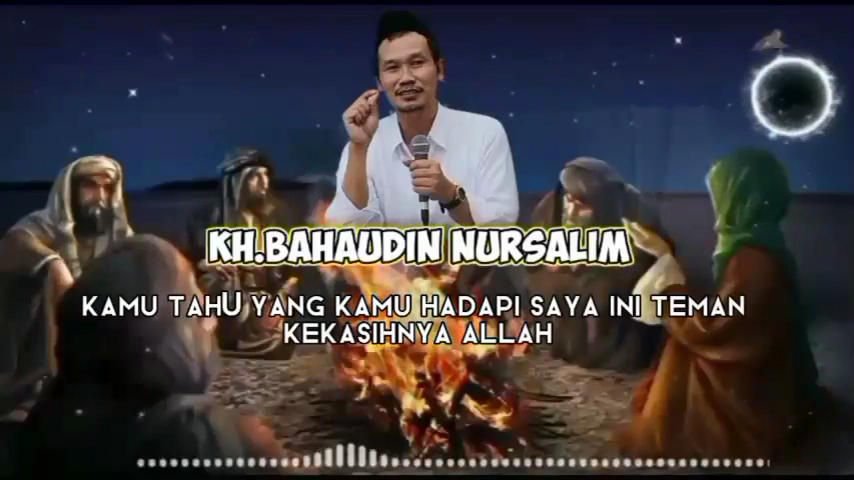 KH.BAHAUDIN NURSALIM
KAMU TAHU YANG KAMU HADAPI SAYA INI TEMAN
KEKASIHNYA ALLAH